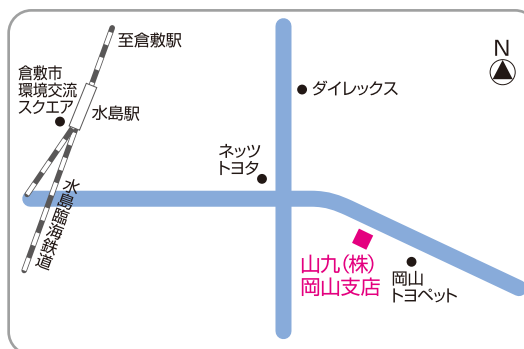 至倉敷駅
N
倉敷市
環境交流
スクエア
水島駅
ダイレックス
ネッツ
トヨタ
水島臨海鉄道
山九(株)
岡山支店
岡山
トヨペット